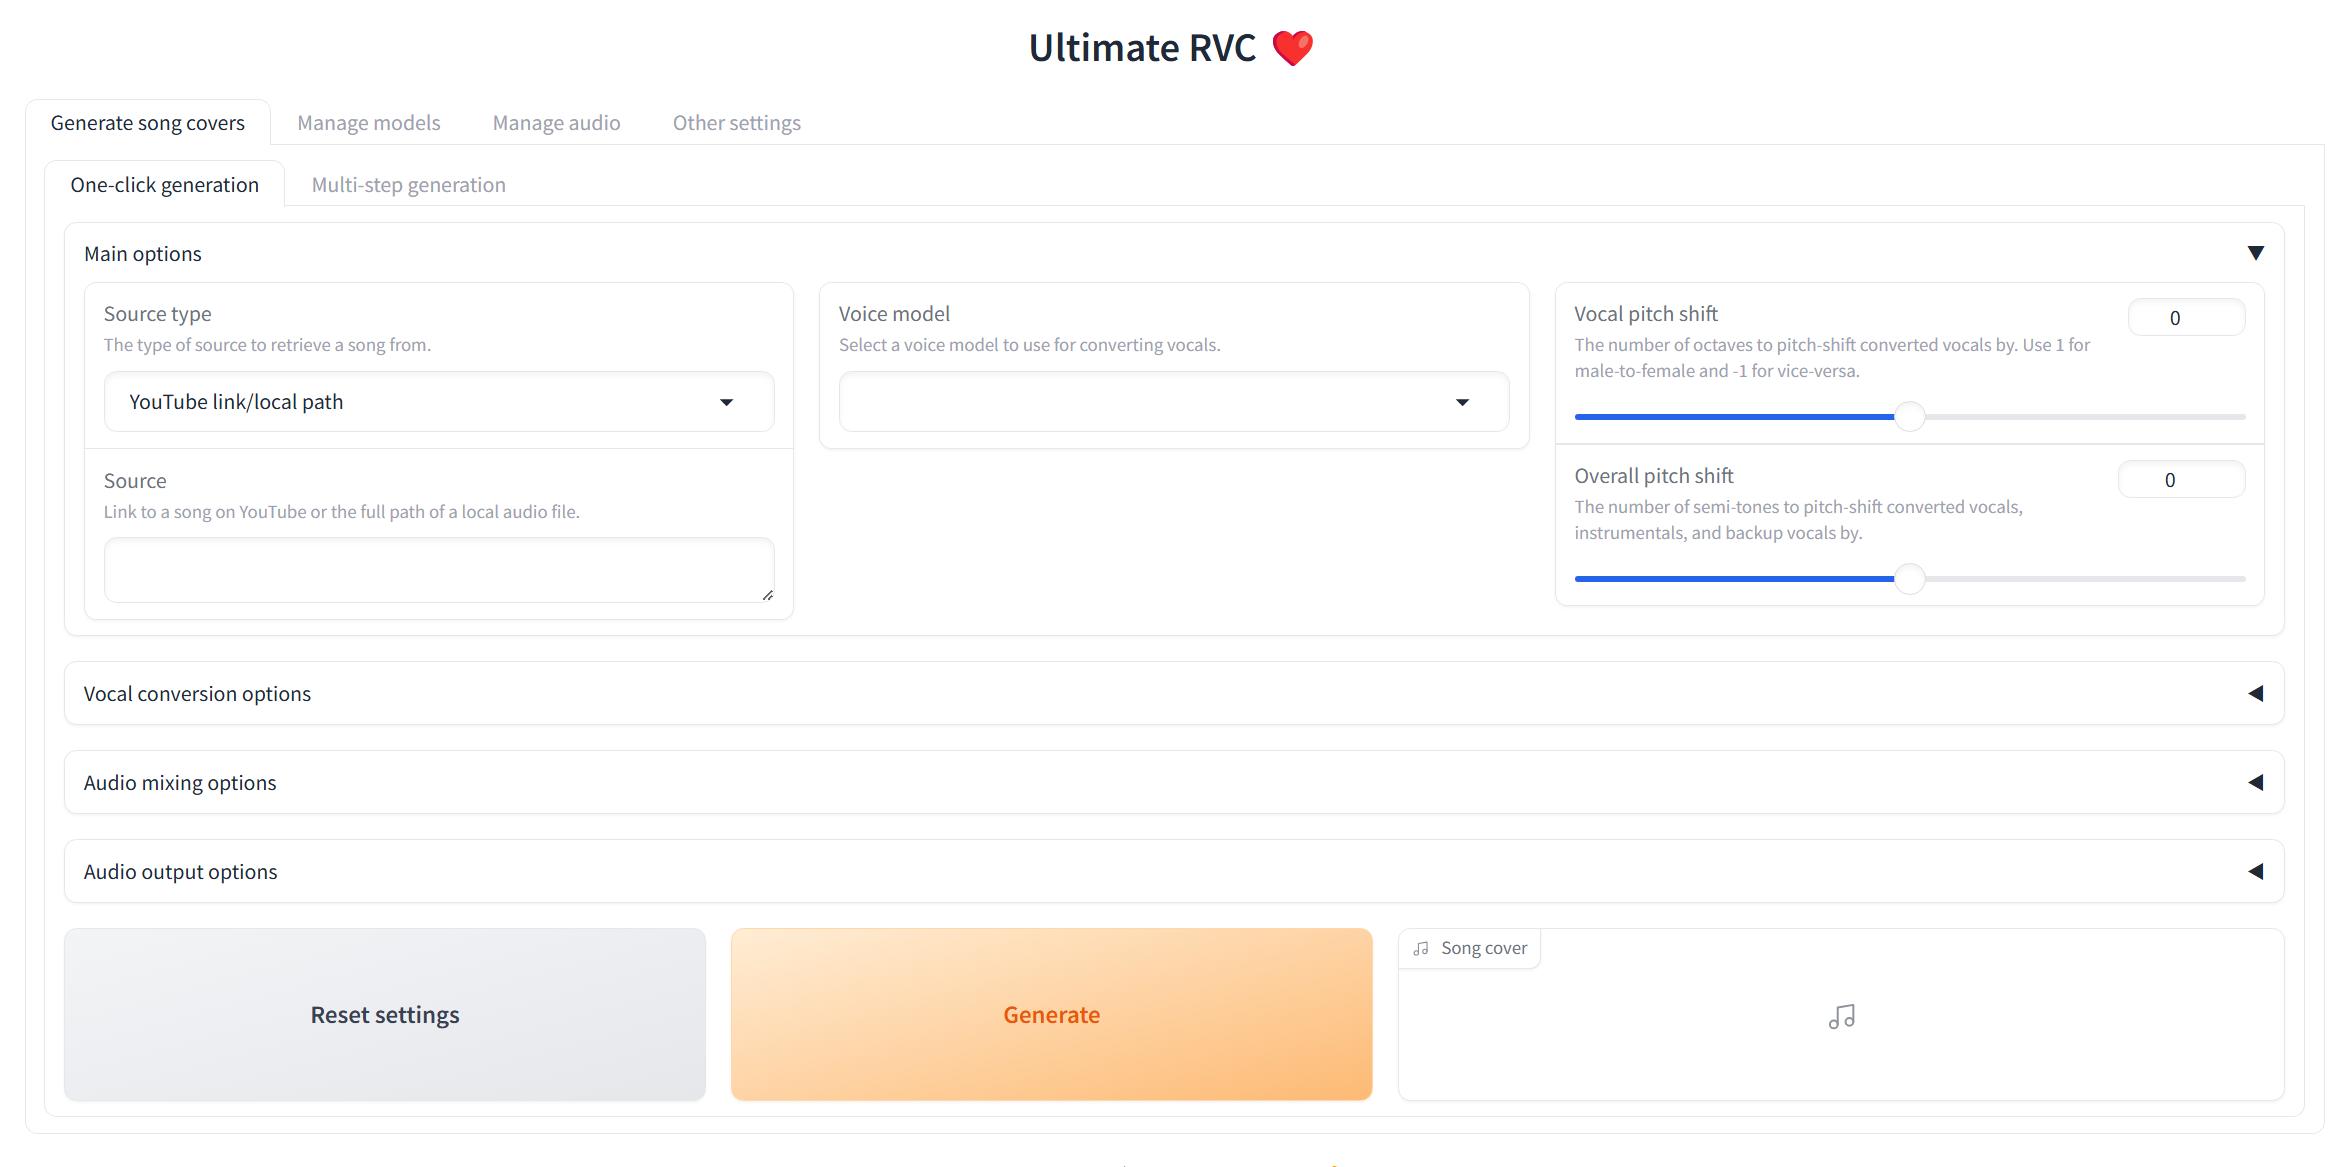 Ultimate RVC
Generate song covers
Manage models
Manage audio
Other settings
One-click generation
Multi-step generation
Main options
Source type
The type of source to retrieve a song from.
YouTube link/local path
Source
Link to a song on YouTube or the full path of a local audio file.
Voice model
Select a voice model to use for converting vocals.
Vocal pitch shift
0
The number of octaves to pitch-shift converted vocals by. Use 1 for
male-to-female and -1 for vice-versa.
Overall pitch shift
0
The number of semi-tones to pitch-shift converted vocals,
instrumentals, and backup vocals by.
Vocal conversion options
Audio mixing options
Audio output options
Reset settings
Generate
Song cover